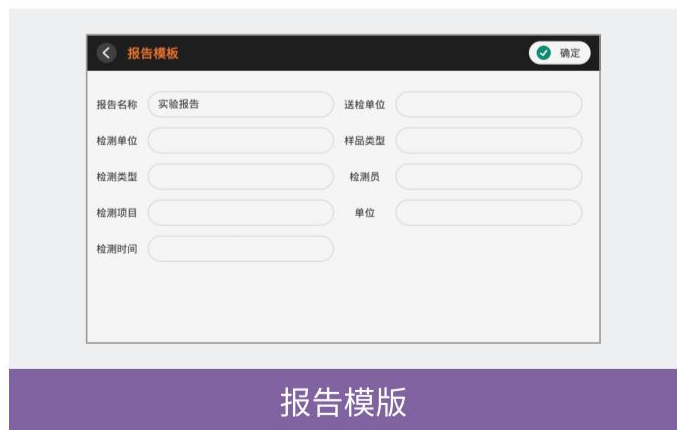 报告模板
确定
报告名称 实验报告 送检单位
检测单位 样品类型
检测类型 检测员
检测项目 单位
检测时间
报告模版